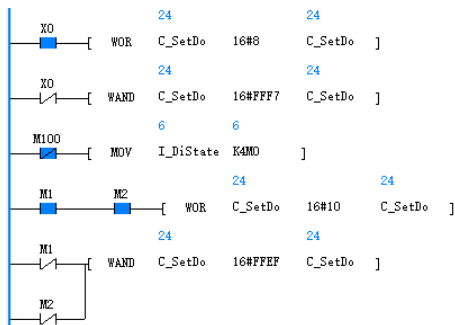 24 24
X0 [ WOR C_SetDo 16#8 C_SetDo ]
24 24
X0 [ WAND C_SetDo 16#FFF7 C_SetDo ]
6 6
M100 [ MOV I_DiState K4M0 ]
24 24
M1 M2 [ WOR C_SetDo 16#10 C_SetDo ]
24 24
M1 [ WAND C_SetDo 16#FFEF C_SetDo ]
M2